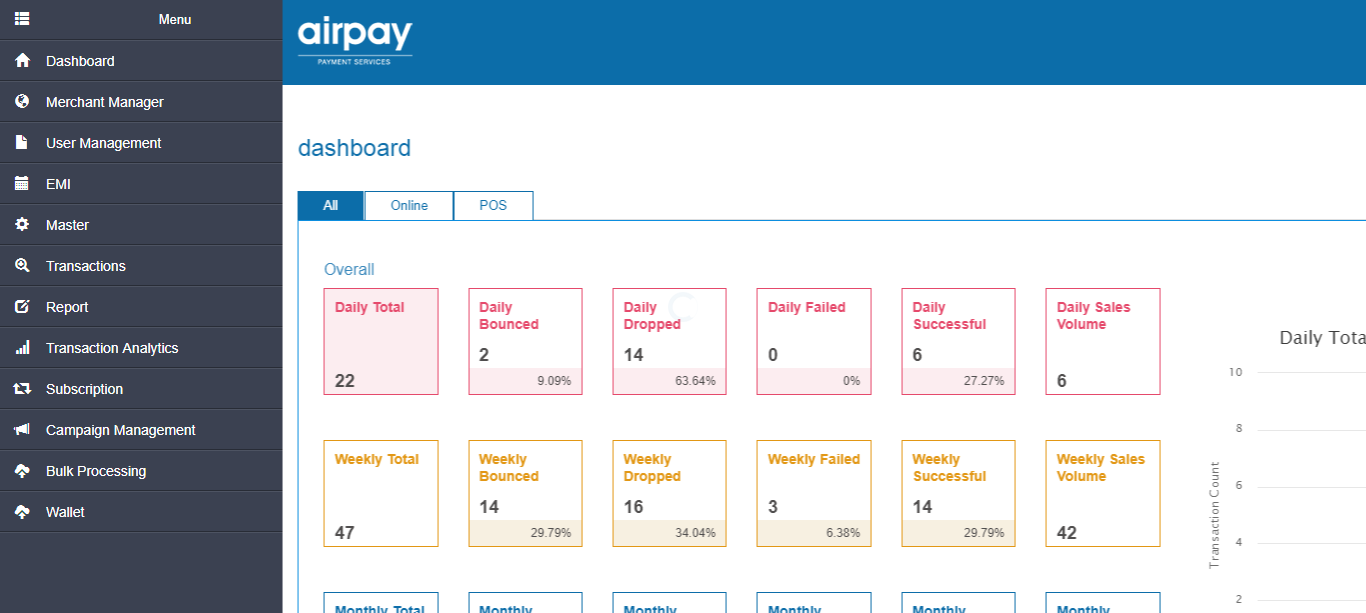 Menu
Dashboard
Merchant Manager
User Management
EMI
Master
Transactions
Report
Transaction Analytics
Subscription
Campaign Management
Bulk Processing
Wallet
airpay
PAYMENT SERVICES
dashboard
All Online POS
Overall
Daily Total
22
Daily
Bounced
2
9.09%
Daily
Dropped
14
63.64%
Daily Failed
0
0%
Daily
Successful
6
27.27%
Daily Sales
Volume
6
Weekly Total
47
Weekly
Bounced
14
29.79%
Weekly
Dropped
16
34.04%
Weekly Failed
3
6.38%
Weekly
Successful
14
29.79%
Weekly Sales
Volume
42
Monthly Total
Monthly
Monthly
Monthly
Monthly
Monthly
Daily Tota
Transaction Count
10
8
6
4
2